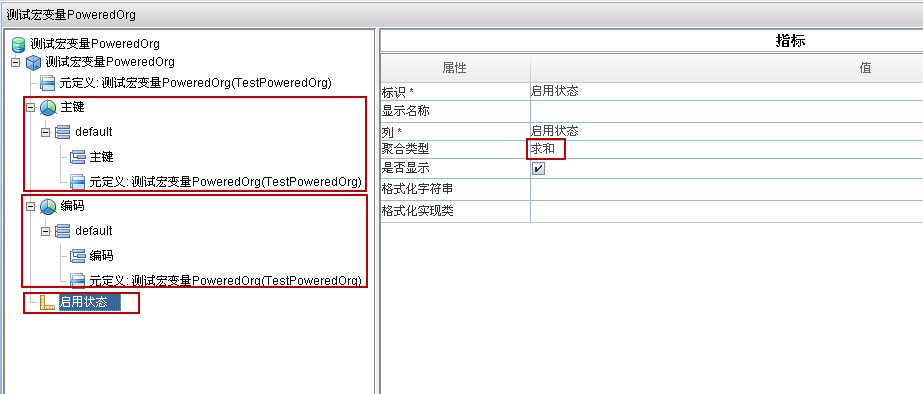 测试宏变量PoweredOrg
测试宏变量PoweredOrg
测试宏变量PoweredOrg
元定义: 测试宏变量PoweredOrg(TestPoweredOrg)
主键
default
主键
元定义: 测试宏变量PoweredOrg(TestPoweredOrg)
编码
default
编码
元定义: 测试宏变量PoweredOrg(TestPoweredOrg)
启用状态
指标
属性 值
标识 * 启用状态
显示名称
列 * 启用状态
聚合类型 求和
是否显示
格式化字符串
格式化实现类